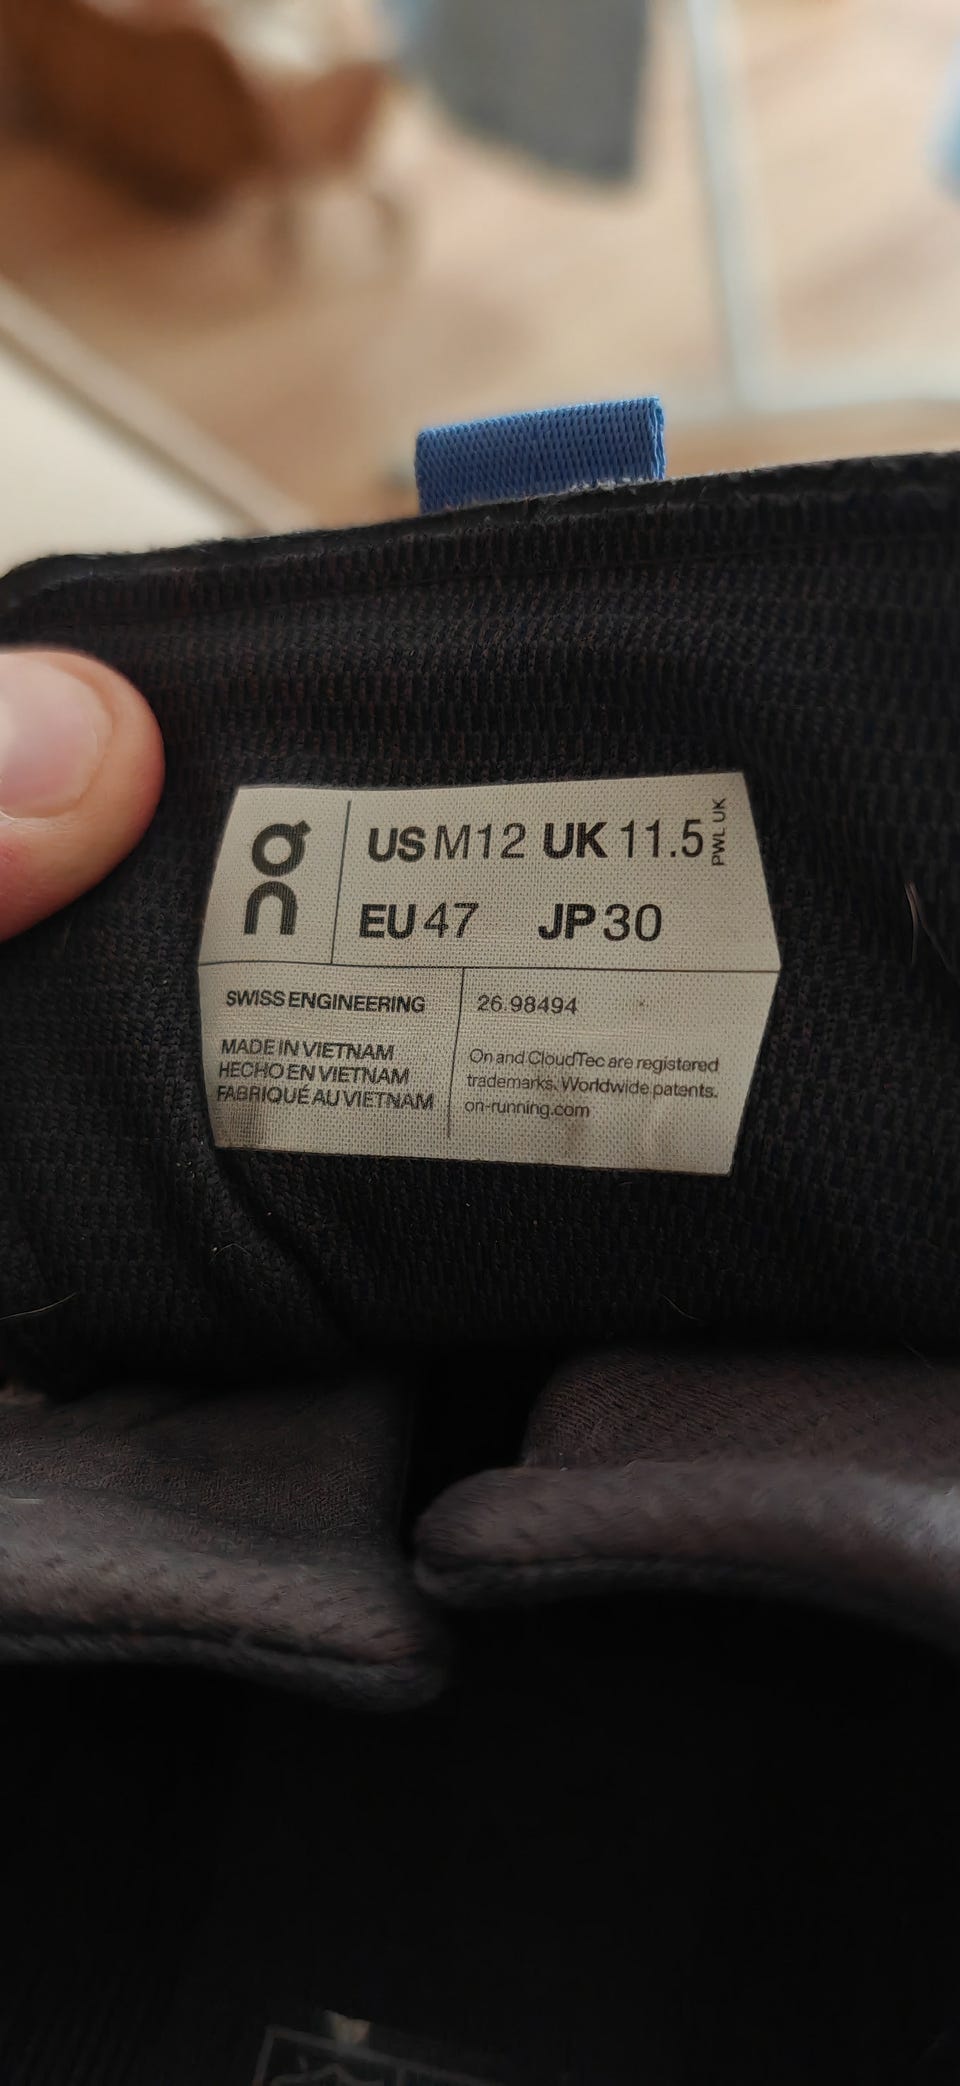 On
US M12 UK 11.5 PWL UK
EU 47 JP 30
SWISS ENGINEERING
MADE IN VIETNAM
HECHO EN VIETNAM
FABRIQUÉ AU VIETNAM
26.98494
On and CloudTec are registered
trademarks. Worldwide patents.
on-running.com